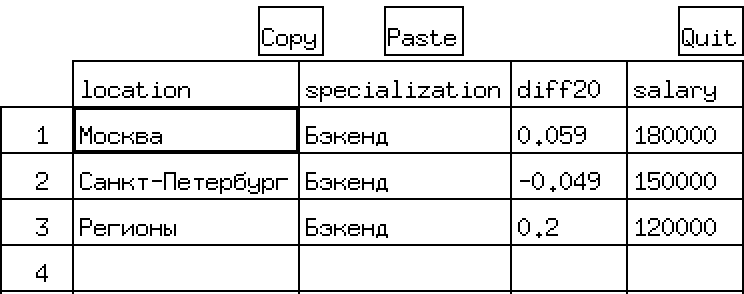 Copy Paste Quit
location specialization diff20 salary
1 Москва Бэкенд 0.059 180000
2 Санкт-Петербург Бэкенд -0.049 150000
3 Регионы Бэкенд 0.2 120000
4